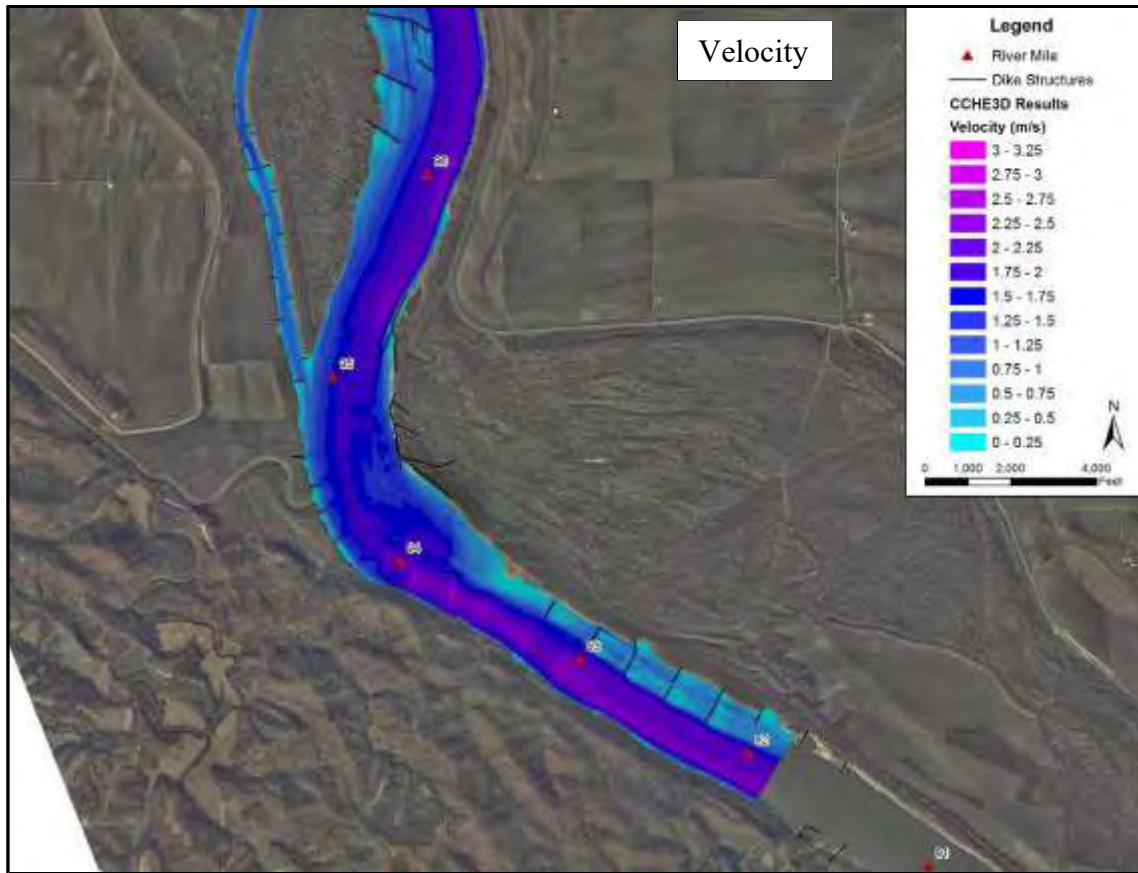 Velocity
Legend
River Mile
Dike Structures
CCHE3D Results
Velocity (m/s)
3 - 3.25
2.75 - 3
2.5 - 2.75
2.25 - 2.5
2 - 2.25
1.75 - 2
1.5 - 1.75
1.25 - 1.5
1 - 1.25
0.75 - 1
0.5 - 0.75
0.25 - 0.5
0 - 0.25
N
0 1,000 2,000 4,000
Feet